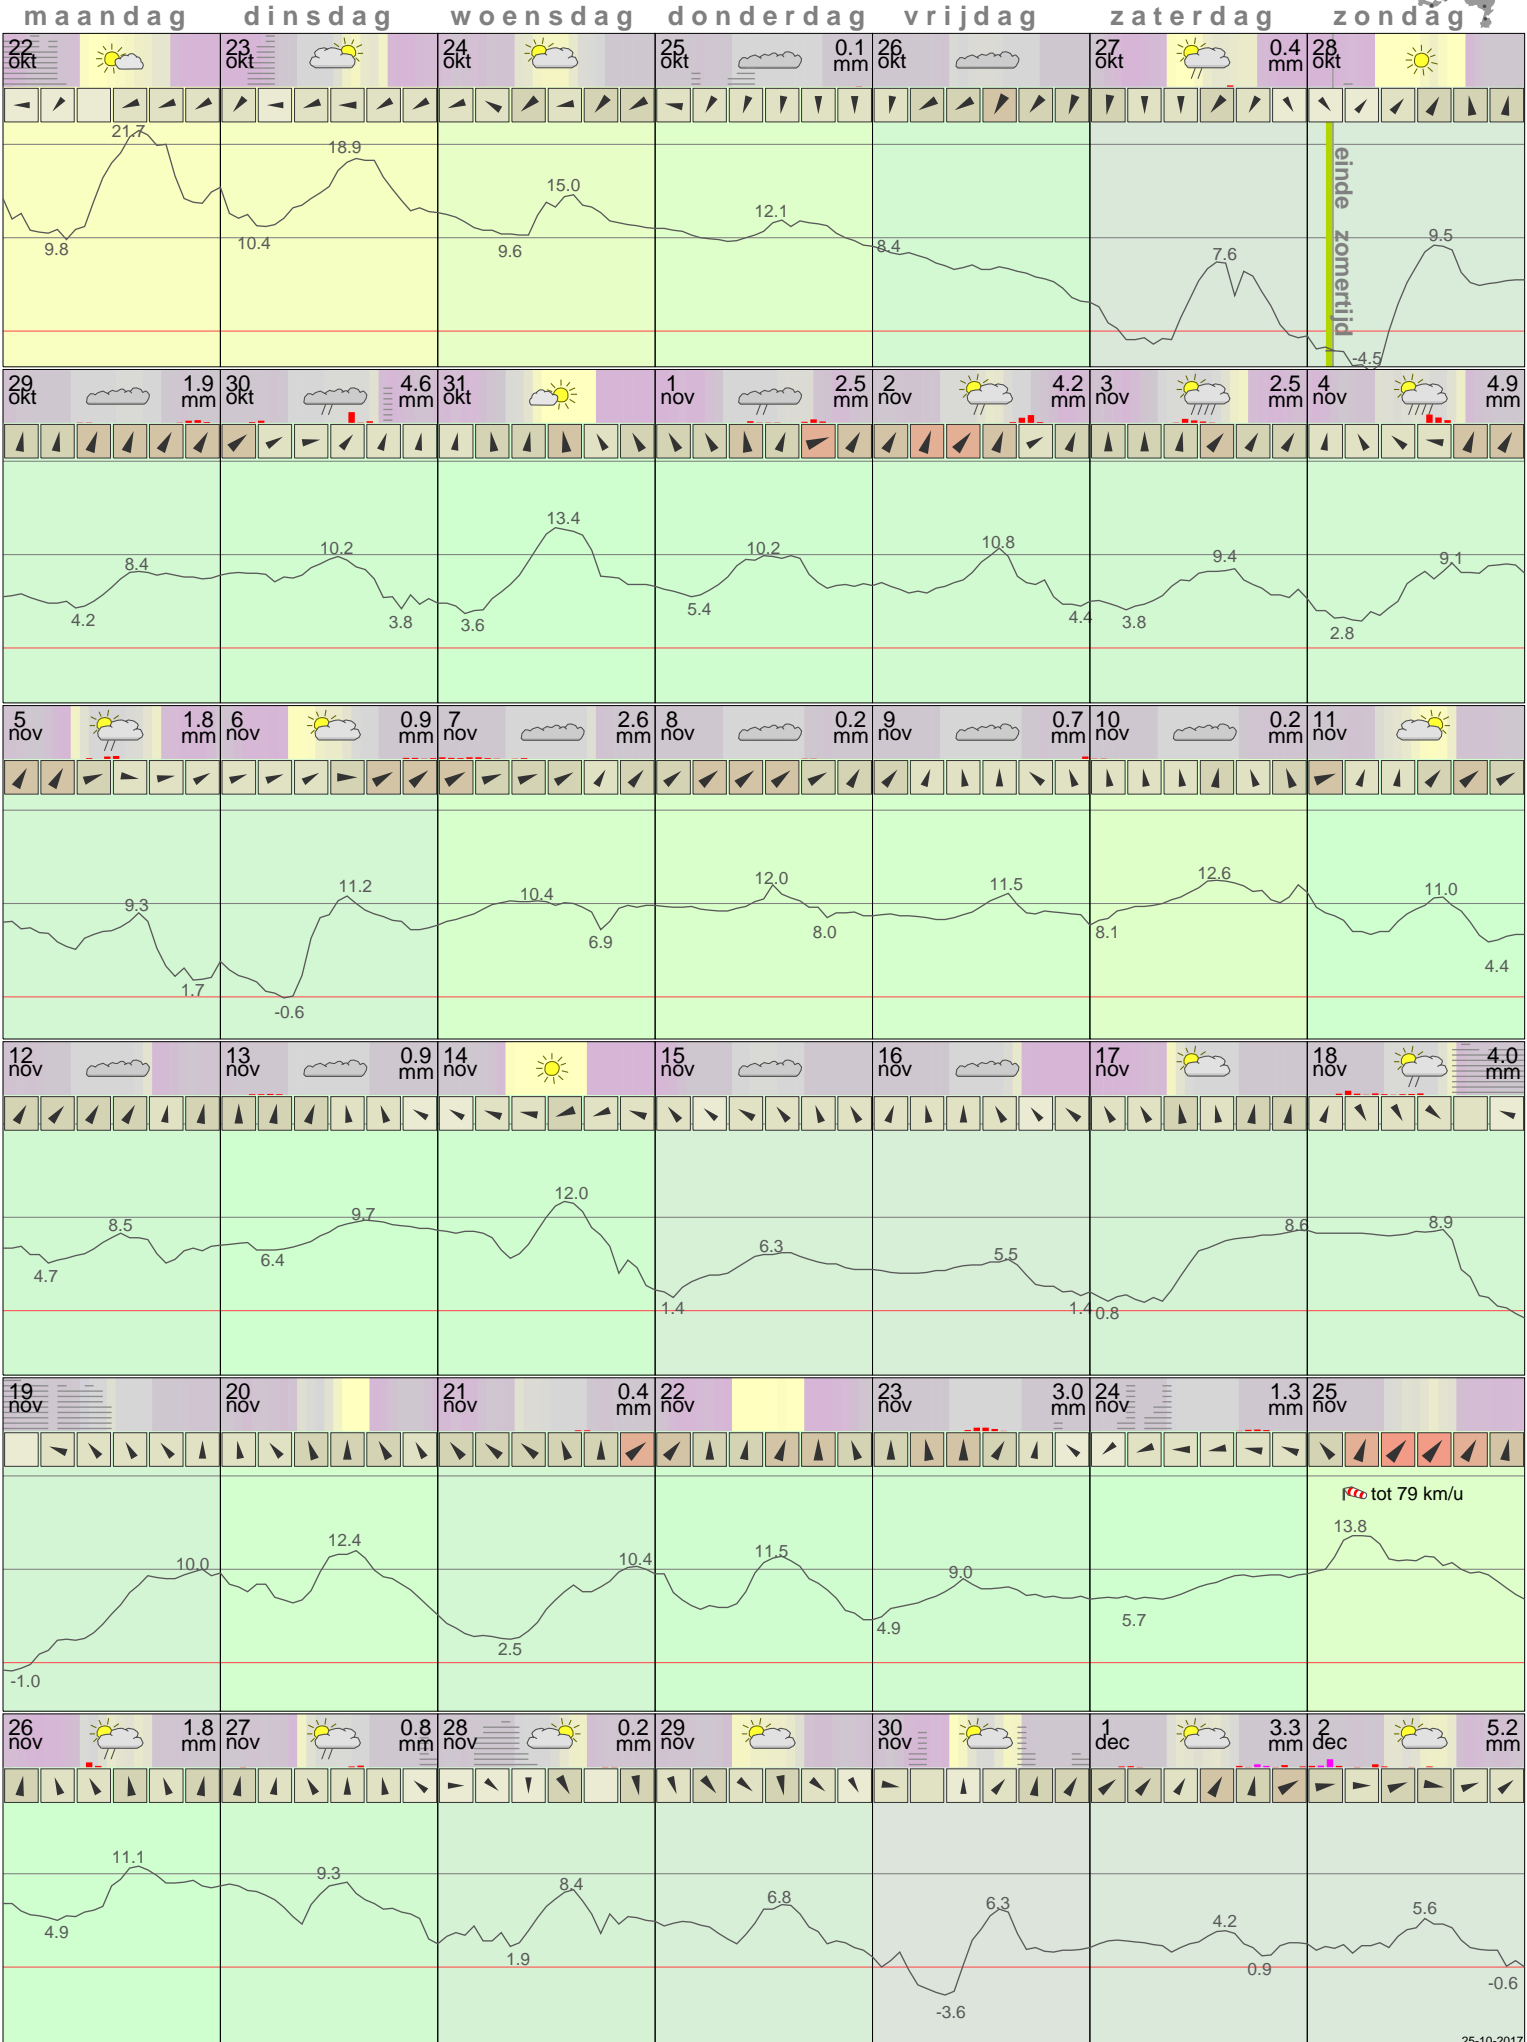 maandag dinsdag woensdag donderdag vrijdag zaterdag zondag
22 23 24 25 0.1 26 27 0.4 28
okt okt okt okt mm okt okt mm okt
21.7 18.9 15.0 12.1 8.4 7.6 9.5
9.8 10.4 9.6 -4.5
einde zomertijd
29 1.9 30 4.6 31 1 2.5 2 4.2 3 2.5 4 4.9
okt mm okt mm okt nov mm nov mm nov mm nov mm
8.4 10.2 13.4 10.2 10.8 9.4 9.1
4.2 3.8 3.6 5.4 4.4 3.8 2.8
5 1.8 6 0.9 7 2.6 8 0.2 9 0.7 10 0.2 11
nov mm nov mm nov mm nov mm nov mm nov mm nov
9.3 11.2 10.4 12.0 11.5 12.6 11.0
1.7 -0.6 6.9 8.0 8.1 4.4
12 13 0.9 14 15 16 17 18 4.0
nov nov mm nov nov nov nov nov mm
8.5 9.7 12.0 6.3 5.5 8.6 8.9
4.7 6.4 1.4 1.4 0.8
19 20 21 0.4 22 23 3.0 24 1.3 25
nov nov nov mm nov nov mm nov mm nov
tot 79 km/u
10.0 12.4 10.4 11.5 9.0 13.8
-1.0 2.5 4.9 5.7
26 1.8 27 0.8 28 0.2 29 30 1 3.3 2 5.2
nov mm nov mm nov mm nov nov dec mm dec mm
11.1 9.3 8.4 6.8 6.3 4.2 5.6
4.9 1.9 -3.6 0.9 -0.6
25-10-2017